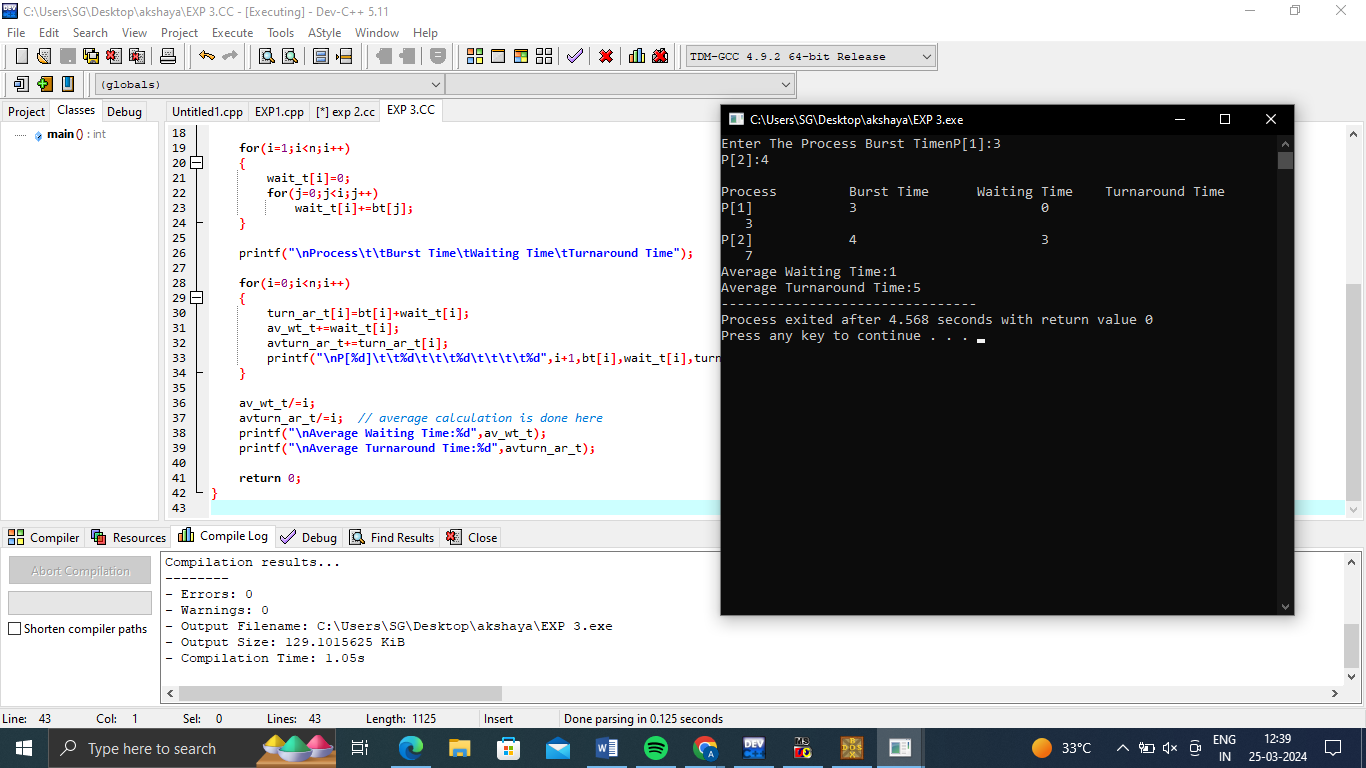 C:\Users\SG\Desktop\akshaya\EXP 3.CC - [Executing] - Dev-C++ 5.11
File Edit Search View Project Execute Tools AStyle Window Help
TDM-GCC 4.9.2 64-bit Release
(globals)
Project Classes Debug
Untitled1.cpp EXP1.cpp [*] exp 2.cc EXP 3.CC
main () : int
18
19 for(i=1;i<n;i++)
20 {
21 wait_t[i]=0;
22 for(j=0;j<i;j++)
23 wait_t[i]+=bt[j];
24 }
25
26 printf("\nProcess\t\tBurst Time\tWaiting Time\tTurnaround Time");
27
28 for(i=0;i<n;i++)
29 {
30 turn_ar_t[i]=bt[i]+wait_t[i];
31 av_wt_t+=wait_t[i];
32 avturn_ar_t+=turn_ar_t[i];
33 printf("\nP[%d]\t\t%d\t\t\t%d\t\t\t\t%d",i+1,bt[i],wait_t[i],turn
34 }
35
36 av_wt_t/=i;
37 avturn_ar_t/=i; // average calculation is done here
38 printf("\nAverage Waiting Time:%d",av_wt_t);
39 printf("\nAverage Turnaround Time:%d",avturn_ar_t);
40
41 return 0;
42 }
43
C:\Users\SG\Desktop\akshaya\EXP 3.exe
Enter The Process Burst TimenP[1]:3
P[2]:4
Process Burst Time Waiting Time Turnaround Time
P[1] 3 0
3
P[2] 4 3
7
Average Waiting Time:1
Average Turnaround Time:5
--------------------------------
Process exited after 4.568 seconds with return value 0
Press any key to continue . . .
Compiler Resources Compile Log Debug Find Results Close
Abort Compilation
Shorten compiler paths
Compilation results...
--------
- Errors: 0
- Warnings: 0
- Output Filename: C:\Users\SG\Desktop\akshaya\EXP 3.exe
- Output Size: 129.1015625 KiB
- Compilation Time: 1.05s
Line: 43 Col: 1 Sel: 0 Lines: 43 Length: 1125 Insert Done parsing in 0.125 seconds
Type here to search
33°C
ENG
IN
12:39
25-03-2024